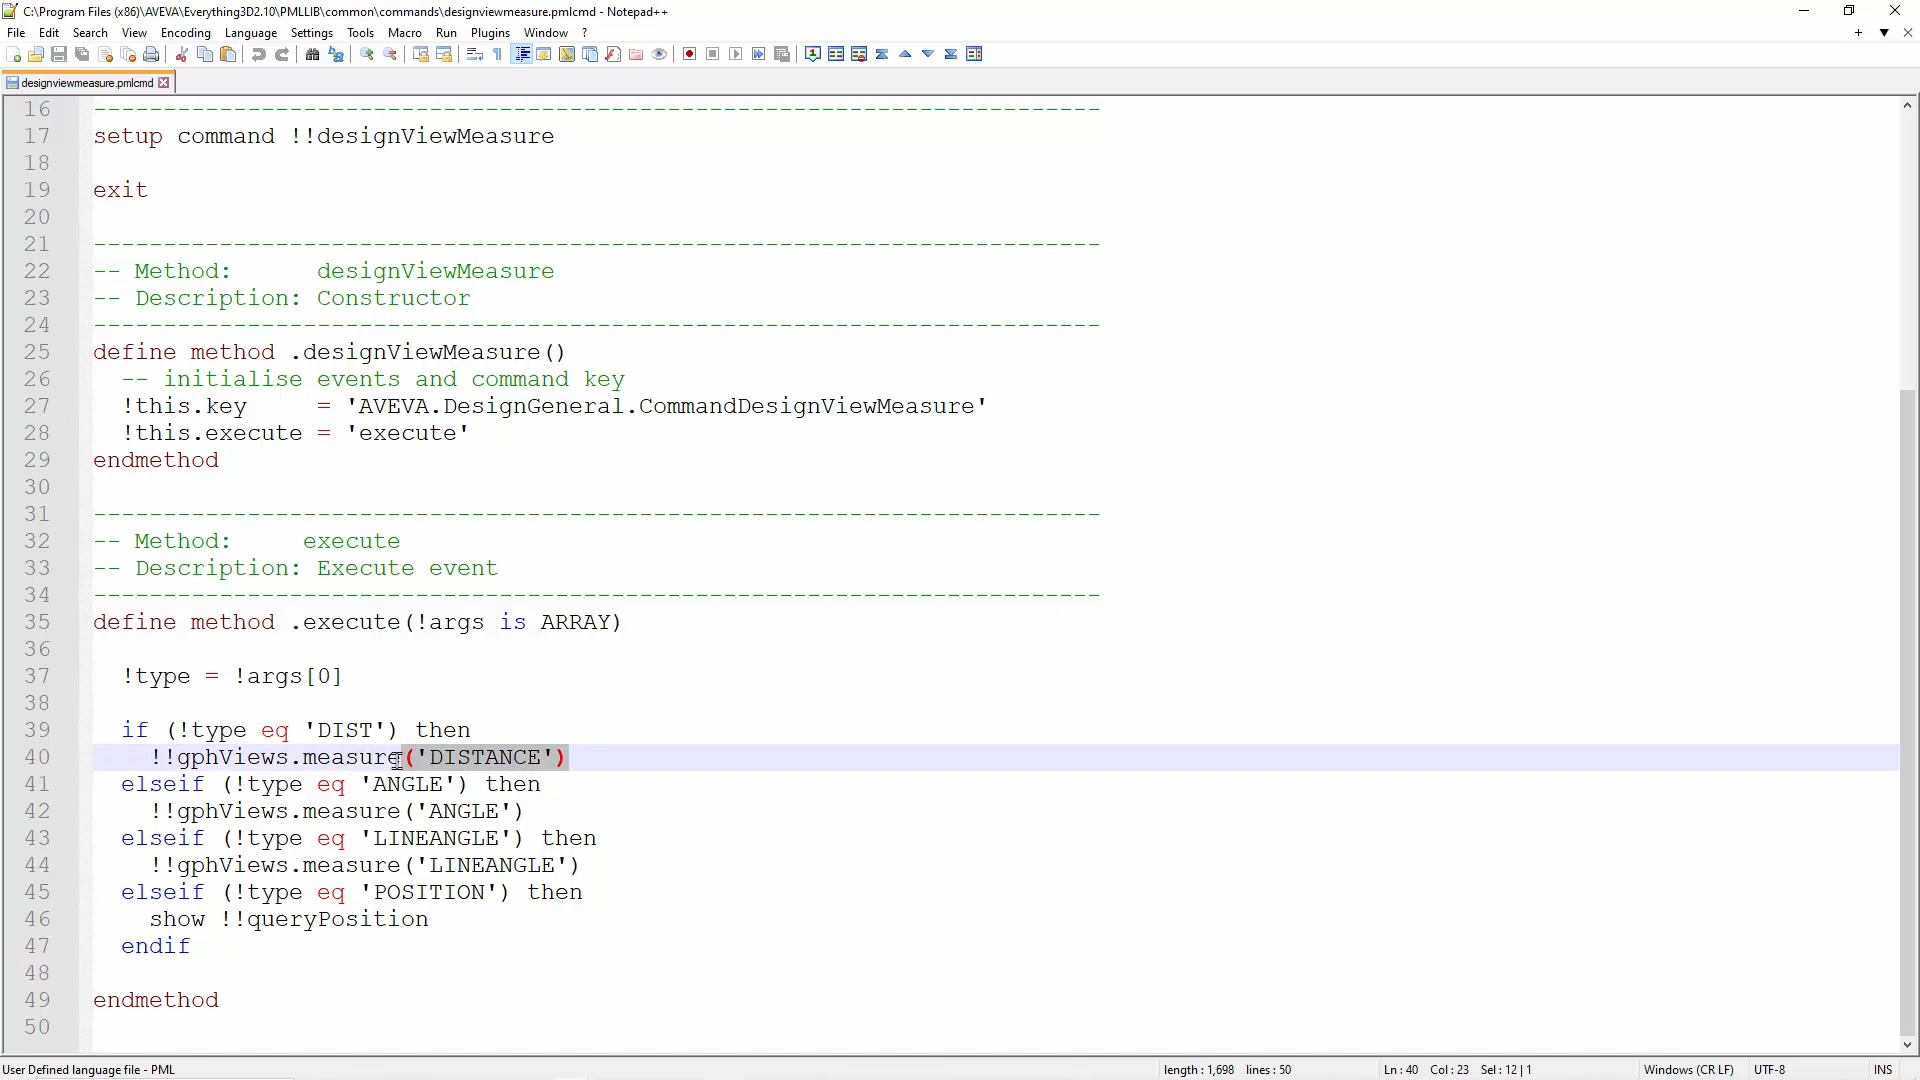 C:\Program Files (x86)\AVEVA\Everything3D2.10\PMLLIB\common\commands\designviewmeasure.pmlcmd - Notepad++
File Edit Search View Encoding Language Settings Tools Macro Run Plugins Window ?
designviewmeasure.pmlcmd
16 ------------------------------------------------------------------------
17 setup command !!designViewMeasure
18
19 exit
20
21 ------------------------------------------------------------------------
22 -- Method:      designViewMeasure
23 -- Description: Constructor
24 ------------------------------------------------------------------------
25 define method .designViewMeasure()
26   -- initialise events and command key
27   !this.key     = 'AVEVA.DesignGeneral.CommandDesignViewMeasure'
28   !this.execute = 'execute'
29 endmethod
30
31 ------------------------------------------------------------------------
32 -- Method:     execute
33 -- Description: Execute event
34 ------------------------------------------------------------------------
35 define method .execute(!args is ARRAY)
36
37   !type = !args[0]
38
39   if (!type eq 'DIST') then
40     !!gphViews.measure('DISTANCE')
41   elseif (!type eq 'ANGLE') then
42     !!gphViews.measure('ANGLE')
43   elseif (!type eq 'LINEANGLE') then
44     !!gphViews.measure('LINEANGLE')
45   elseif (!type eq 'POSITION') then
46     show !!queryPosition
47   endif
48
49 endmethod
50
User Defined language file - PML length : 1,698 lines : 50 Ln : 40 Col : 23 Sel : 12 | 1 Windows (CR LF) UTF-8 INS